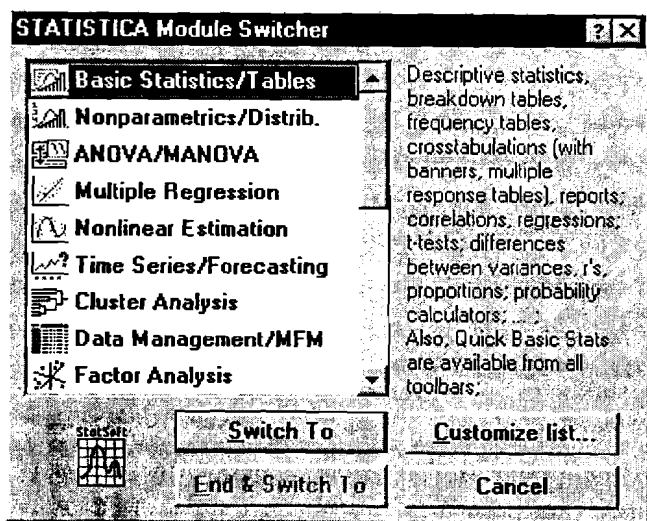 STATISTICA Module Switcher
Basic Statistics/Tables
Nonparametrics/Distrib.
ANOVA/MANOVA
Multiple Regression
Nonlinear Estimation
Time Series/Forecasting
Cluster Analysis
Data Management/MFM
Factor Analysis
Descriptive statistics,
breakdown tables,
frequency tables,
crosstabulations (with
banners, multiple
response tables), reports;
correlations, regressions;
t-tests; differences
between variances, r's,
proportions; probability
calculators; ... ;
Also, Quick Basic Stats
are available from all
toolbars;
StatSoft
Switch To
Customize list...
End & Switch To
Cancel